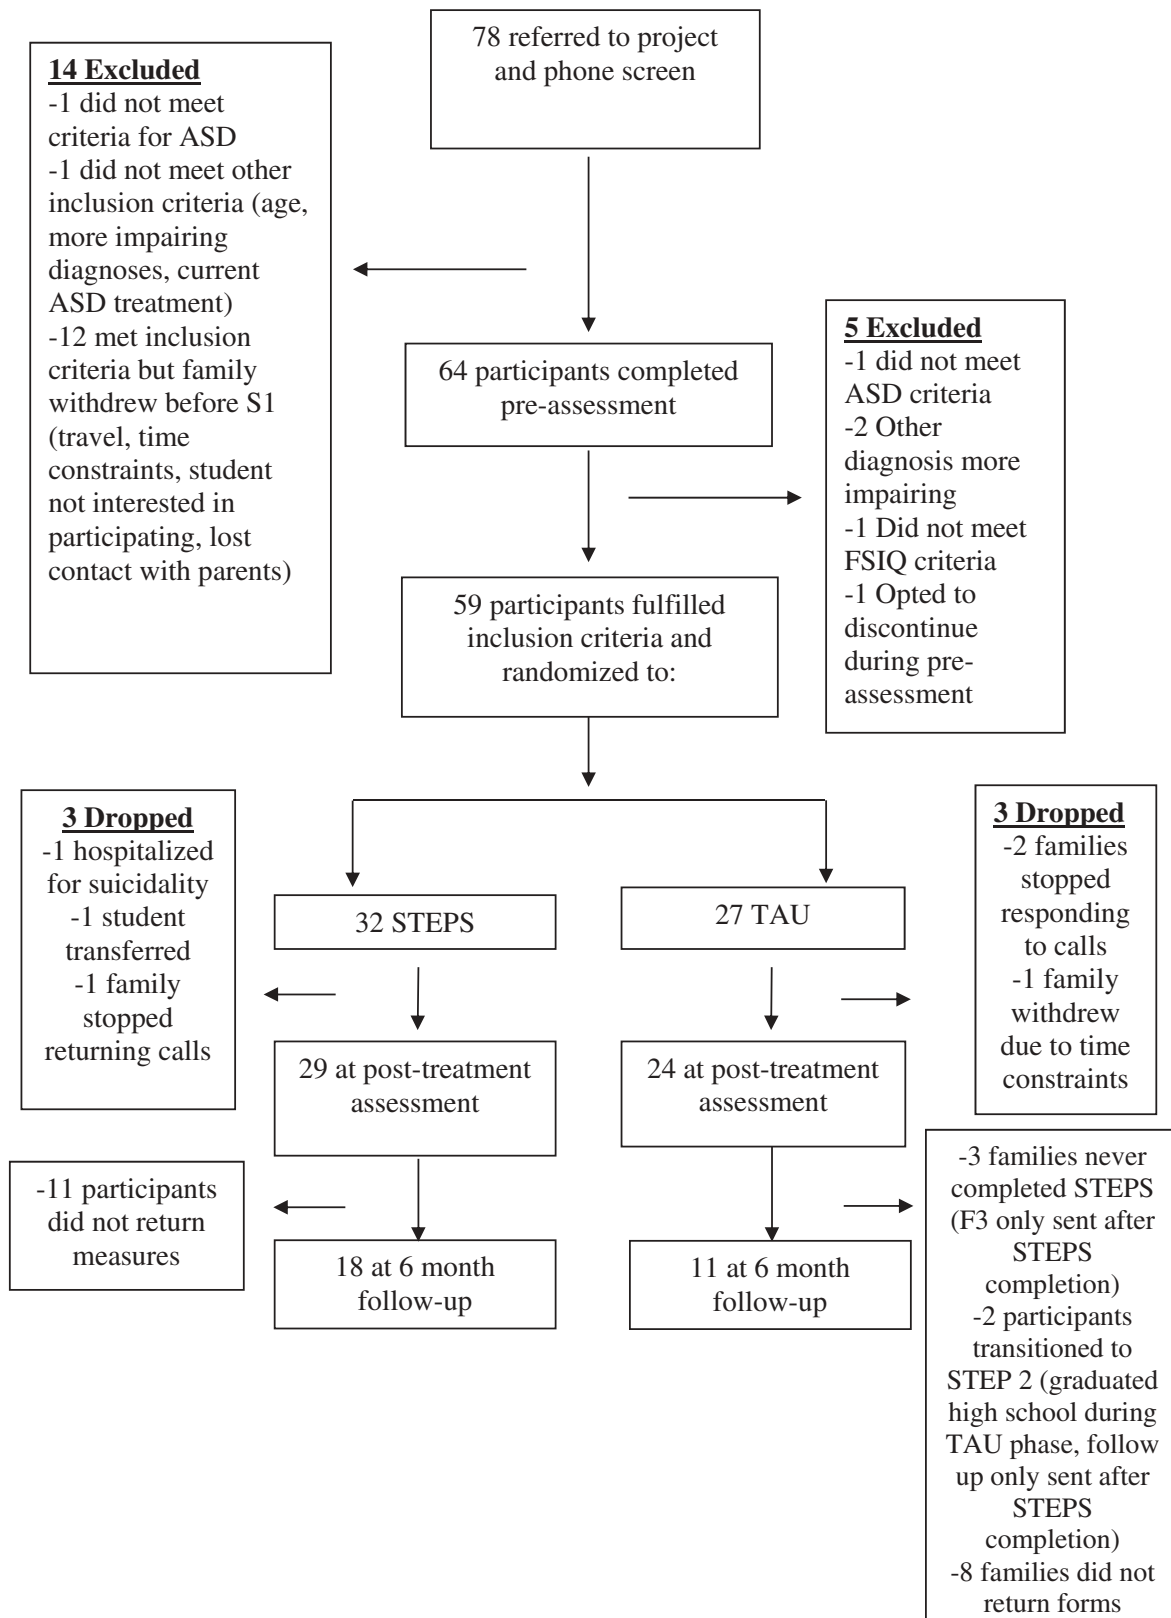 78 referred to project
and phone screen
14 Excluded
-1 did not meet
criteria for ASD
-1 did not meet other
inclusion criteria (age,
more impairing
diagnoses, current
ASD treatment)
-12 met inclusion
criteria but family
withdrew before S1
(travel, time
constraints, student
not interested in
participating, lost
contact with parents)
64 participants completed
pre-assessment
5 Excluded
-1 did not meet
ASD criteria
-2 Other
diagnosis more
impairing
-1 Did not meet
FSIQ criteria
-1 Opted to
discontinue
during pre-
assessment
59 participants fulfilled
inclusion criteria and
randomized to:
3 Dropped
-1 hospitalized
for suicidality
-1 student
transferred
-1 family
stopped
returning calls
32 STEPS
27 TAU
3 Dropped
-2 families
stopped
responding
to calls
-1 family
withdrew
due to time
constraints
29 at post-treatment
assessment
24 at post-treatment
assessment
-11 participants
did not return
measures
18 at 6 month
follow-up
11 at 6 month
follow-up
-3 families never
completed STEPS
(F3 only sent after
STEPS
completion)
-2 participants
transitioned to
STEP 2 (graduated
high school during
TAU phase, follow
up only sent after
STEPS
completion)
-8 families did not
return forms